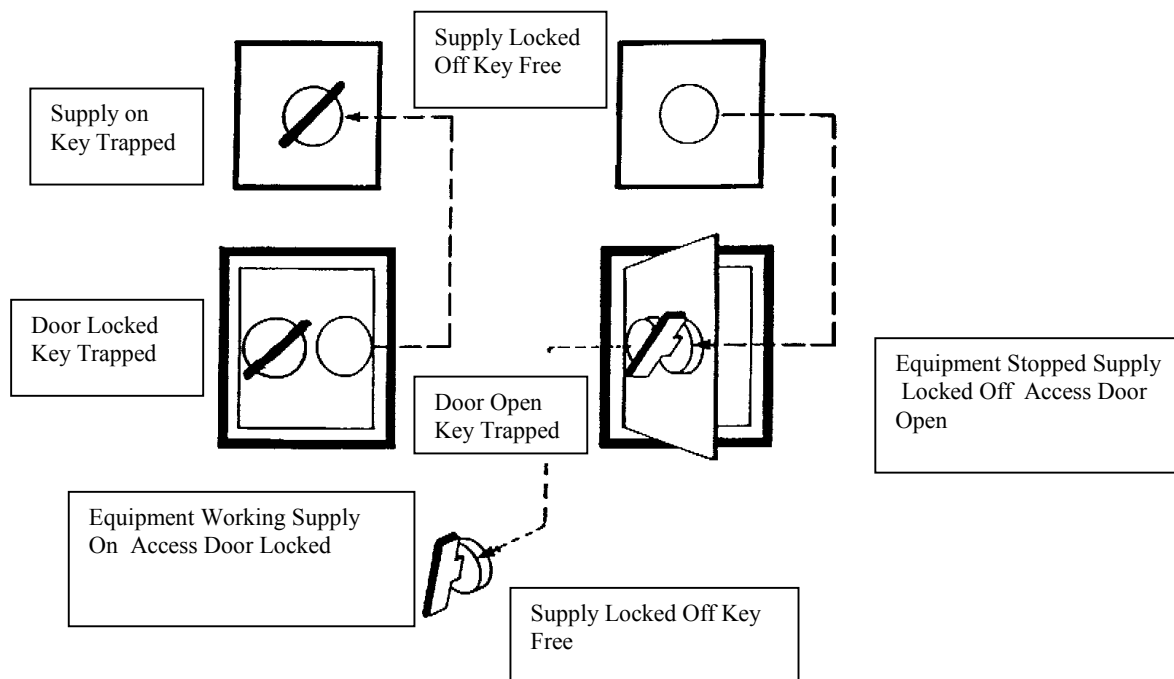 Supply Locked
Off Key Free
Supply on
Key Trapped
Door Locked
Key Trapped
Door Open
Key Trapped
Equipment Stopped Supply
Locked Off Access Door
Open
Equipment Working Supply
On Access Door Locked
Supply Locked Off Key
Free